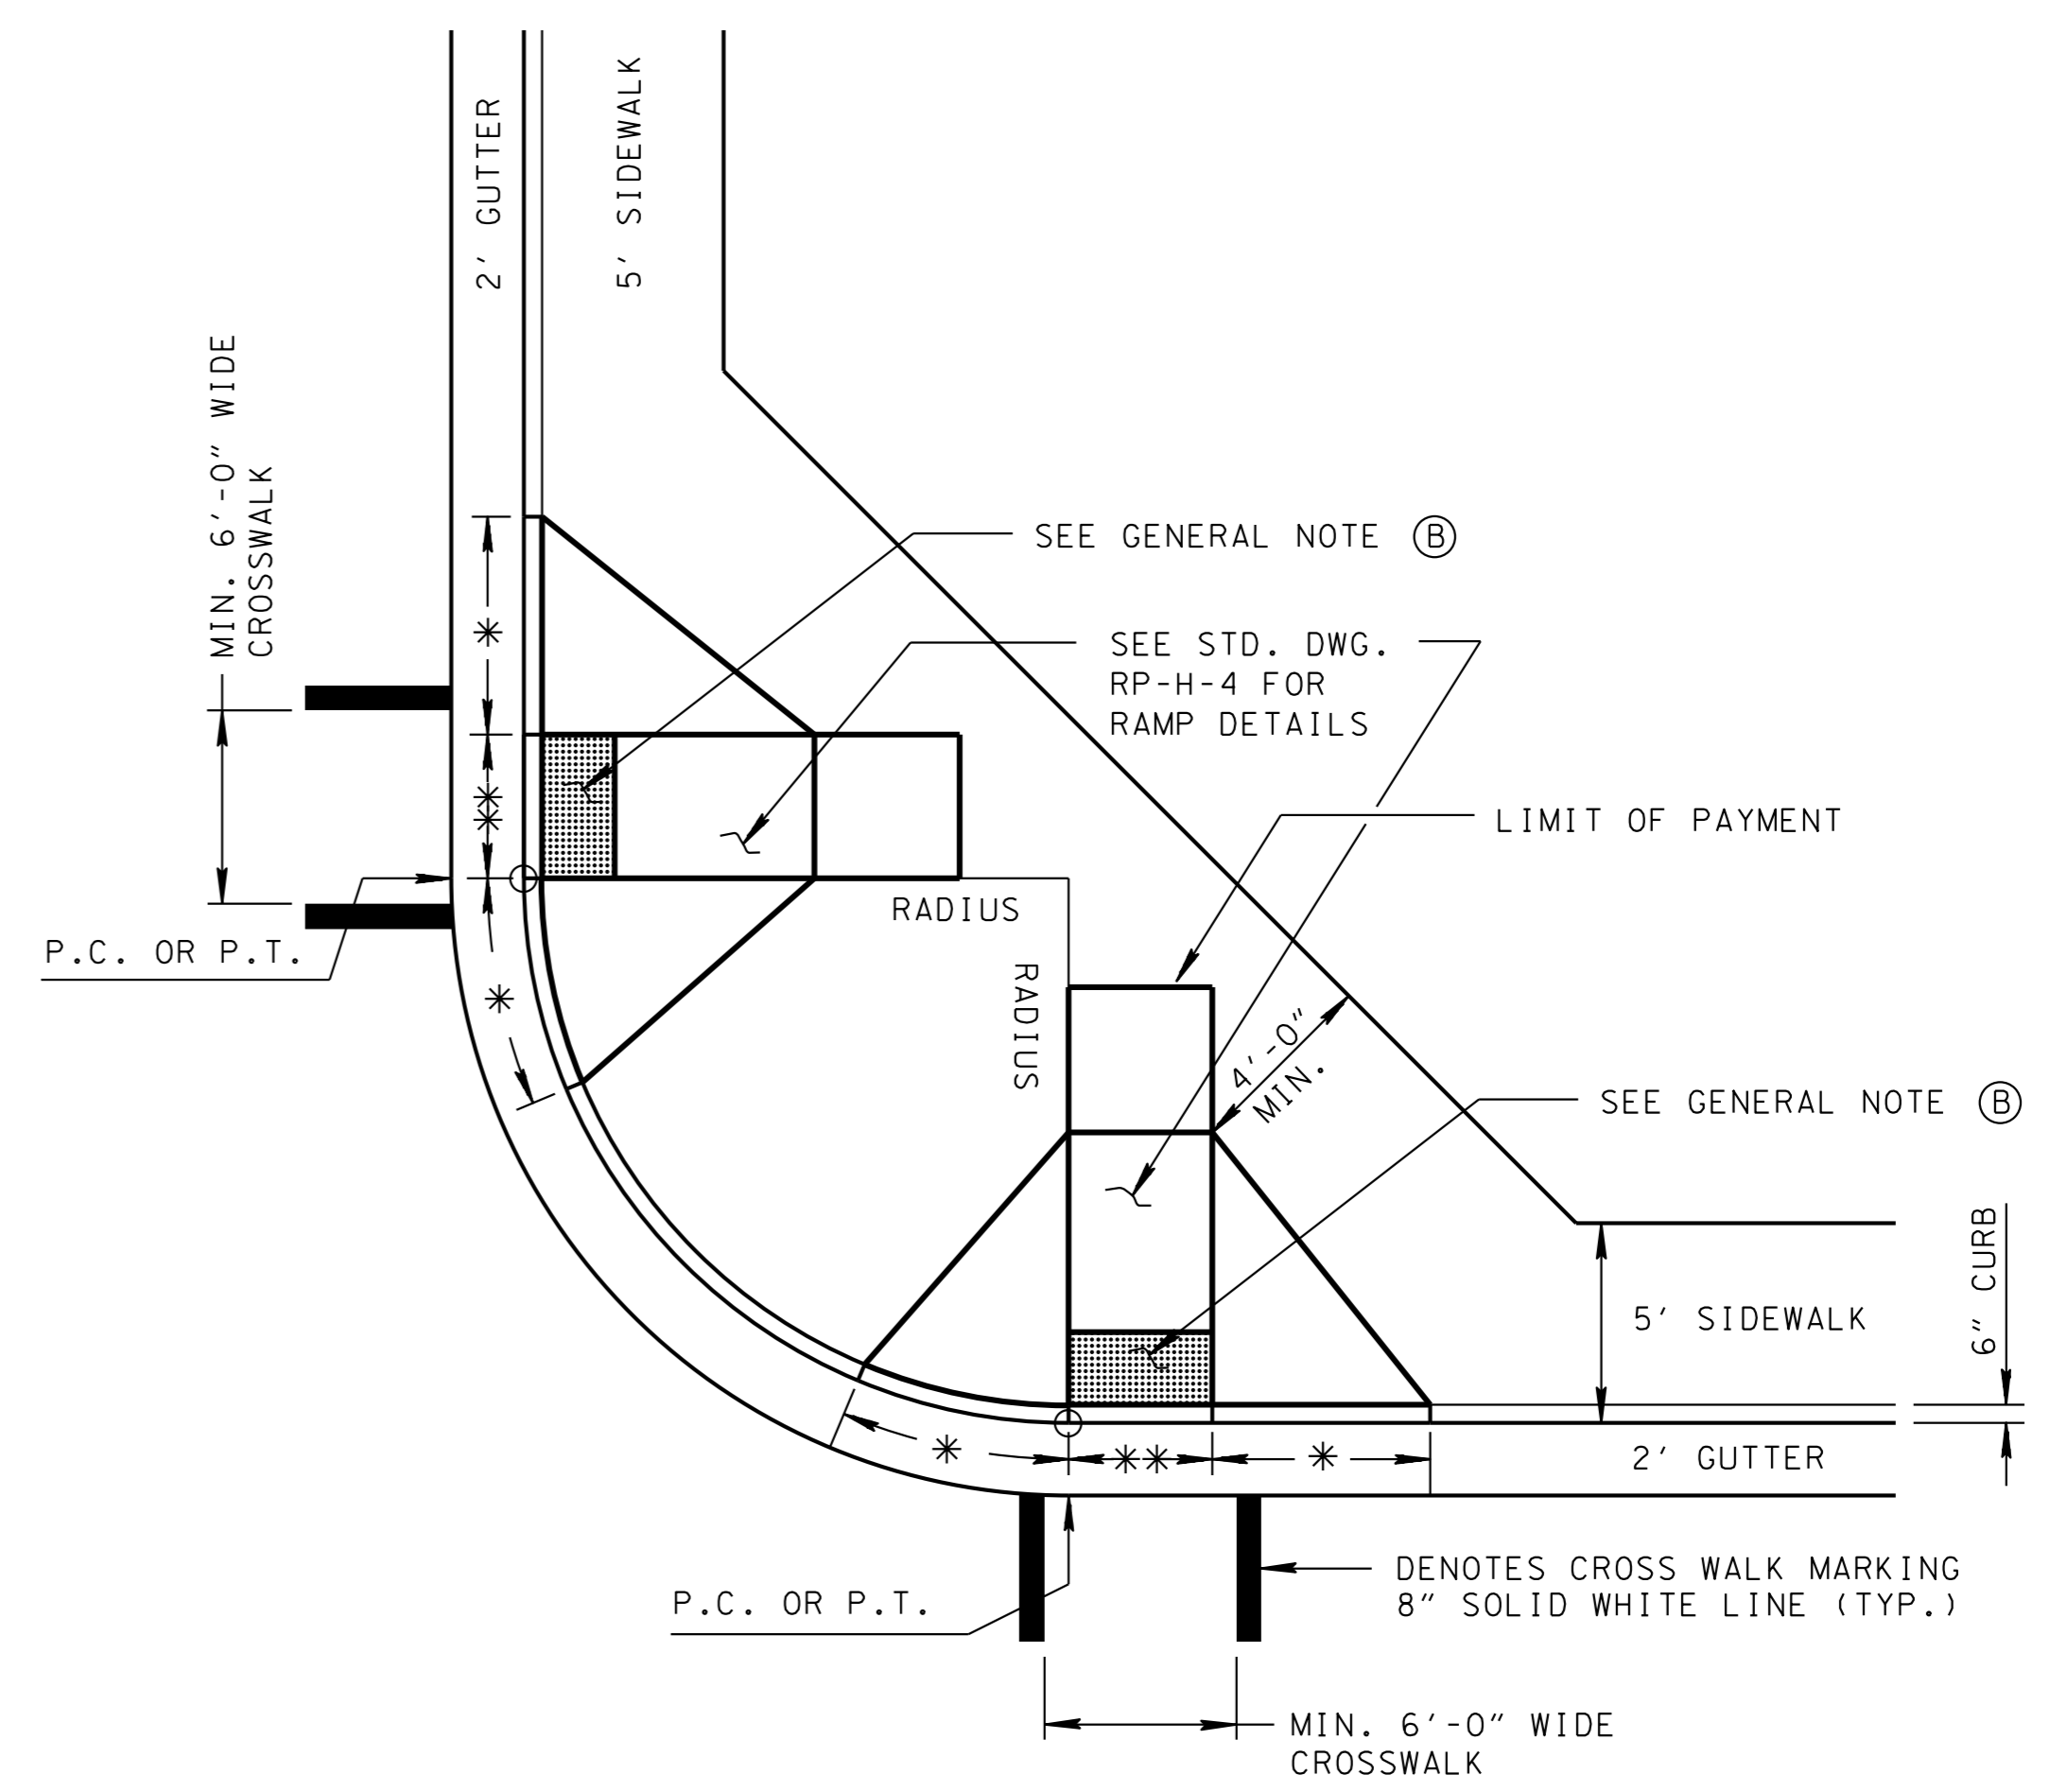 2' GUTTER
5' SIDEWALK
MIN. 6'-0" WIDE
CROSSWALK
SEE GENERAL NOTE Ⓑ
*
SEE STD. DWG.
RP-H-4 FOR
RAMP DETAILS
**
LIMIT OF PAYMENT
RADIUS
P.C. OR P.T.
*
RADIUS
4'-0"
MIN.
SEE GENERAL NOTE Ⓑ
6" CURB
5' SIDEWALK
*
**
*
2' GUTTER
DENOTES CROSS WALK MARKING
8" SOLID WHITE LINE (TYP.)
P.C. OR P.T.
MIN. 6'-0" WIDE
CROSSWALK